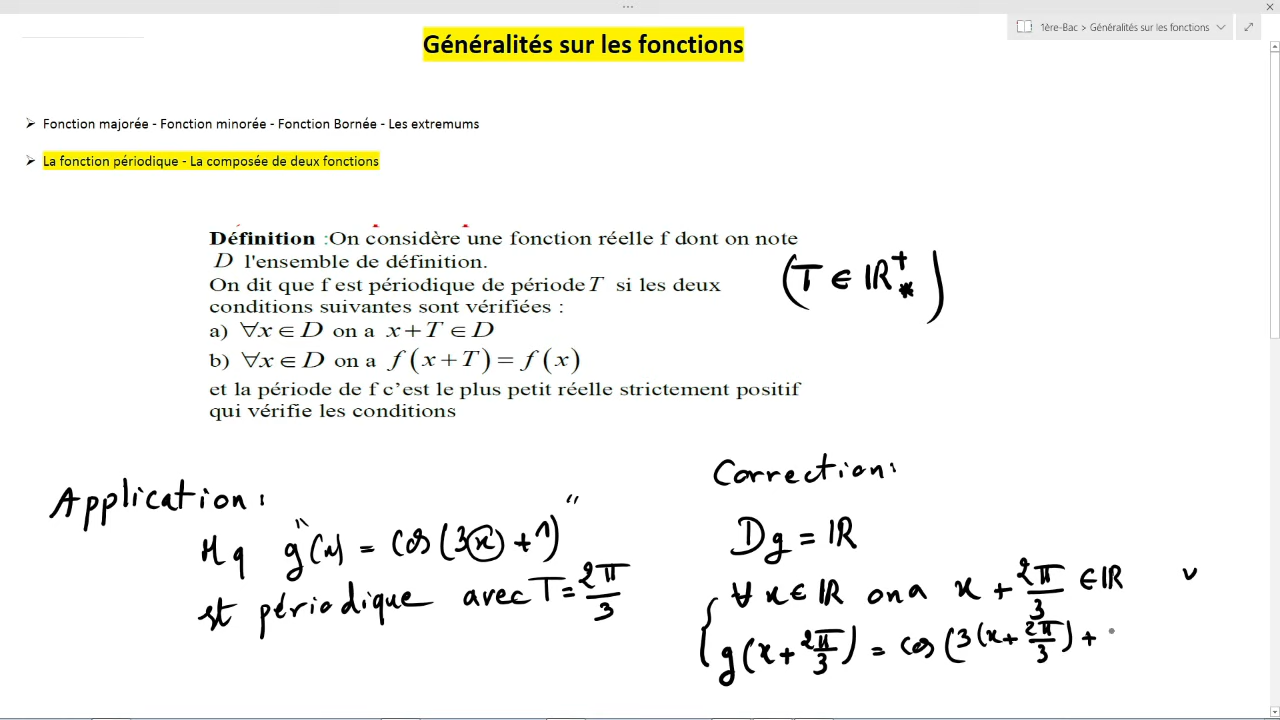 1ère-Bac > Généralités sur les fonctions
Généralités sur les fonctions
➢ Fonction majorée - Fonction minorée - Fonction Bornée - Les extremums
➢ La fonction périodique - La composée de deux fonctions
Définition :On considère une fonction réelle f dont on note
D l'ensemble de définition.
On dit que f est périodique de période T si les deux
conditions suivantes sont vérifiées :
a) ∀x ∈ D on a x+T ∈ D
b) ∀x ∈ D on a f(x+T) = f(x)
et la période de f c’est le plus petit réelle strictement positif
qui vérifie les conditions
(T ∈ IR⁺*)
Application:
Mq "g(x) = cos(3x + 1)"
est périodique avec T = 2π/3
Correction:
Dg = IR
∀ x ∈ IR on a x + 2π/3 ∈ IR v
g(x + 2π/3) = cos(3(x + 2π/3) +